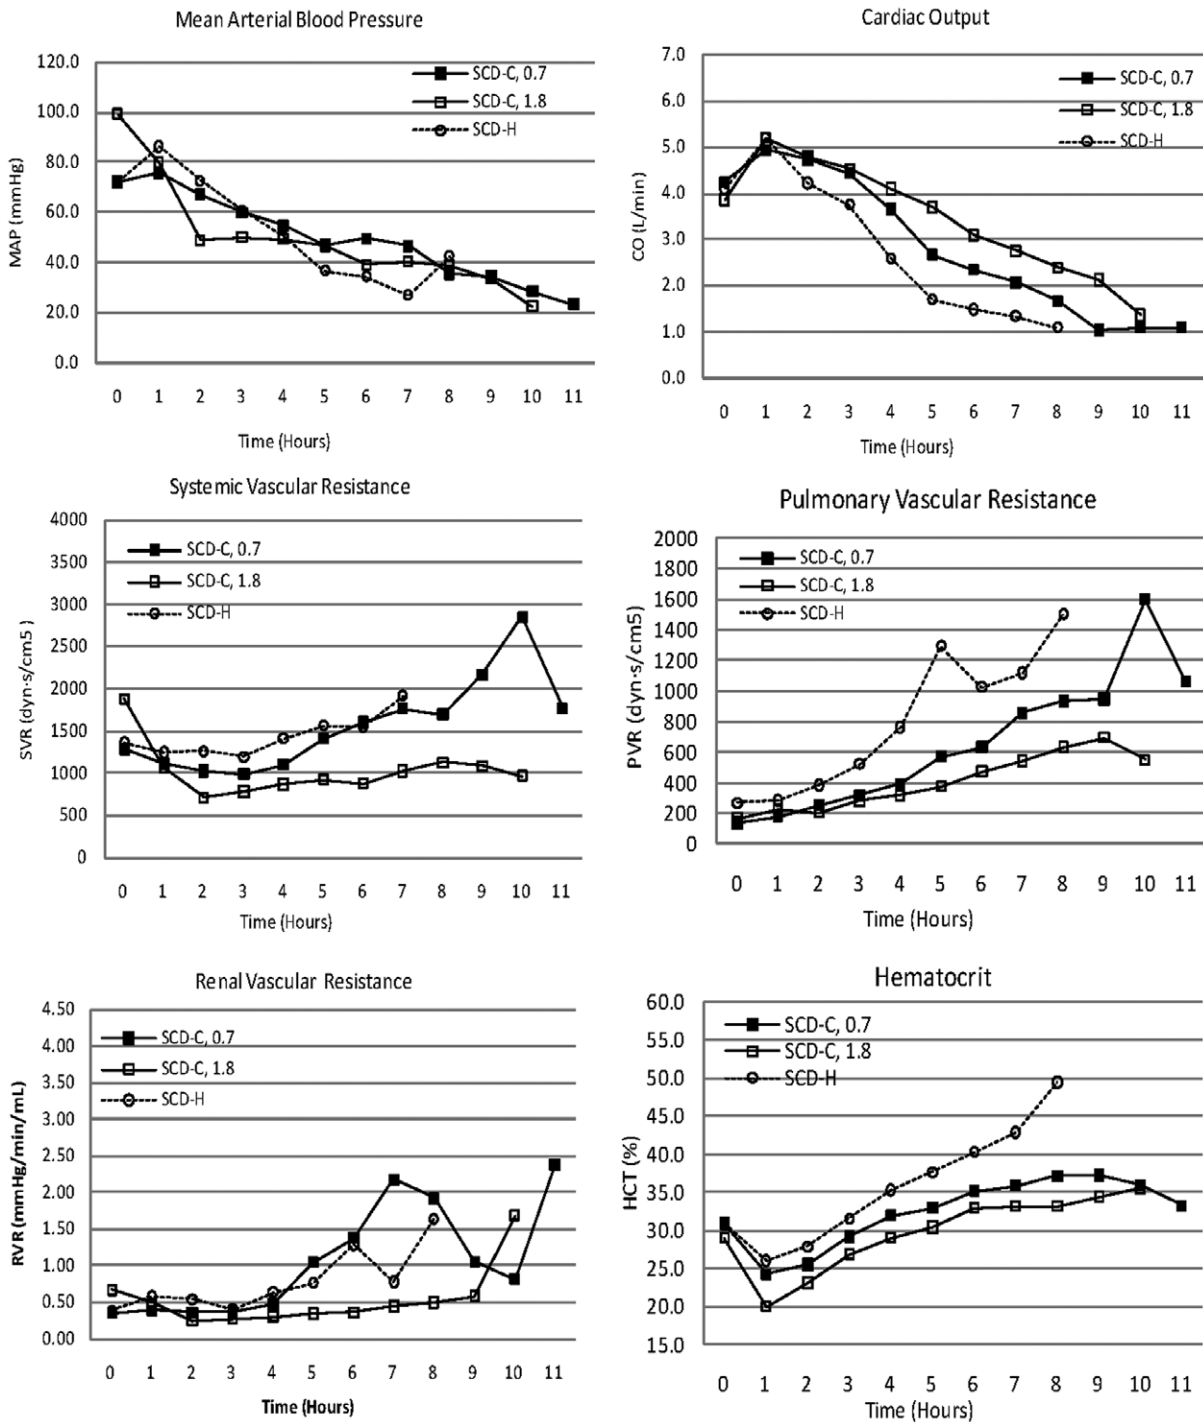 Mean Arterial Blood Pressure
MAP (mmHg)
120.0
100.0
80.0
60.0
40.0
20.0
0.0
SCD-C, 0.7
SCD-C, 1.8
SCD-H
0 1 2 3 4 5 6 7 8 9 10 11
Time (Hours)
Cardiac Output
CO (L/min)
7.0
6.0
5.0
4.0
3.0
2.0
1.0
0.0
SCD-C, 0.7
SCD-C, 1.8
SCD-H
0 1 2 3 4 5 6 7 8 9 10 11
Time (Hours)
Systemic Vascular Resistance
SVR (dyn·s/cm5)
4000
3500
3000
2500
2000
1500
1000
500
0
SCD-C, 0.7
SCD-C, 1.8
SCD-H
0 1 2 3 4 5 6 7 8 9 10 11
Time (Hours)
Pulmonary Vascular Resistance
PVR (dyn·s/cm5)
2000
1800
1600
1400
1200
1000
800
600
400
200
0
SCD-C, 0.7
SCD-C, 1.8
SCD-H
0 1 2 3 4 5 6 7 8 9 10 11
Time (Hours)
Renal Vascular Resistance
RVR (mmHg/min/mL)
4.50
4.00
3.50
3.00
2.50
2.00
1.50
1.00
0.50
0.00
SCD-C, 0.7
SCD-C, 1.8
SCD-H
0 1 2 3 4 5 6 7 8 9 10 11
Time (Hours)
Hematocrit
HCT (%)
60.0
55.0
50.0
45.0
40.0
35.0
30.0
25.0
20.0
15.0
SCD-C, 0.7
SCD-C, 1.8
SCD-H
0 1 2 3 4 5 6 7 8 9 10 11
Time (Hours)